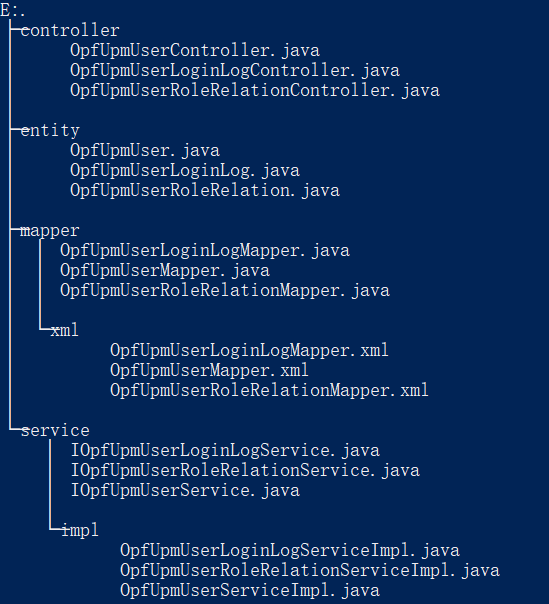 E:.
controller
OpfUpmUserController.java
OpfUpmUserLoginLogController.java
OpfUpmUserRoleRelationController.java
entity
OpfUpmUser.java
OpfUpmUserLoginLog.java
OpfUpmUserRoleRelation.java
mapper
OpfUpmUserLoginLogMapper.java
OpfUpmUserMapper.java
OpfUpmUserRoleRelationMapper.java
xml
OpfUpmUserLoginLogMapper.xml
OpfUpmUserMapper.xml
OpfUpmUserRoleRelationMapper.xml
service
IOpfUpmUserLoginLogService.java
IOpfUpmUserRoleRelationService.java
IOpfUpmUserService.java
impl
OpfUpmUserLoginLogServiceImpl.java
OpfUpmUserRoleRelationServiceImpl.java
OpfUpmUserServiceImpl.java